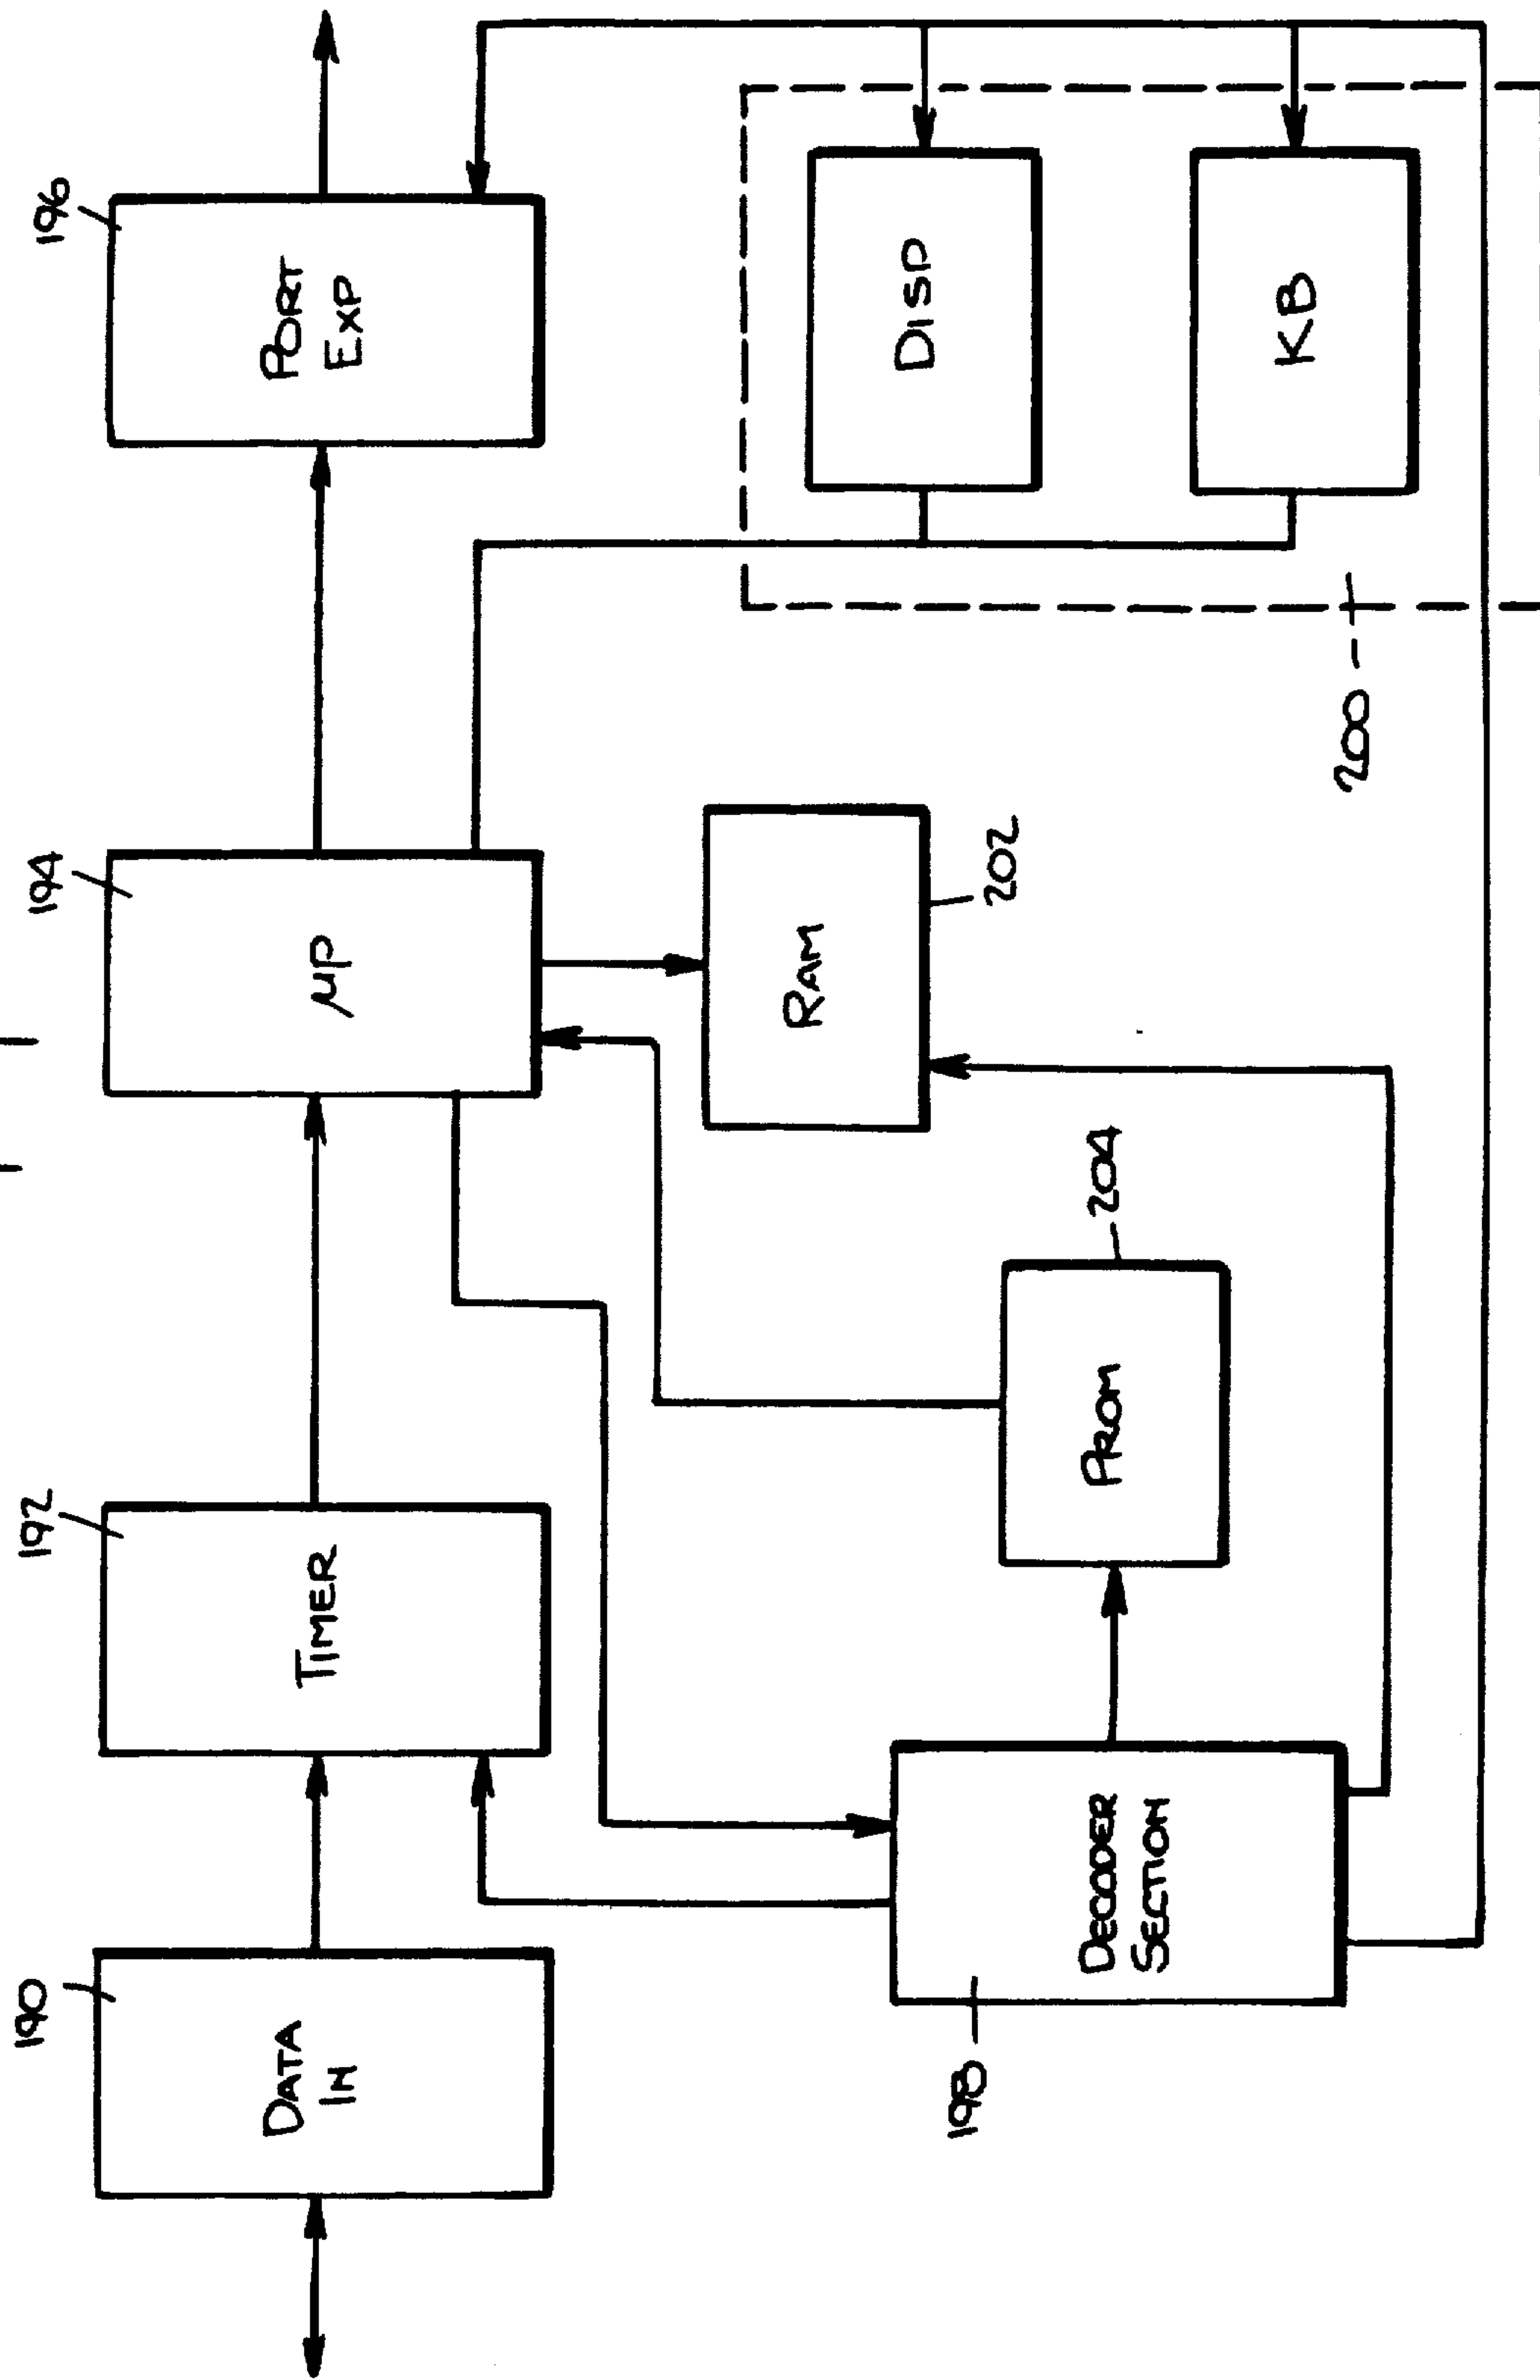 190
192
194
196
DATA
IN
TIMER
μP
PORT
EXP
198
DECODER
SECTION
PROM
204
RAM
202
200
DISP
KB